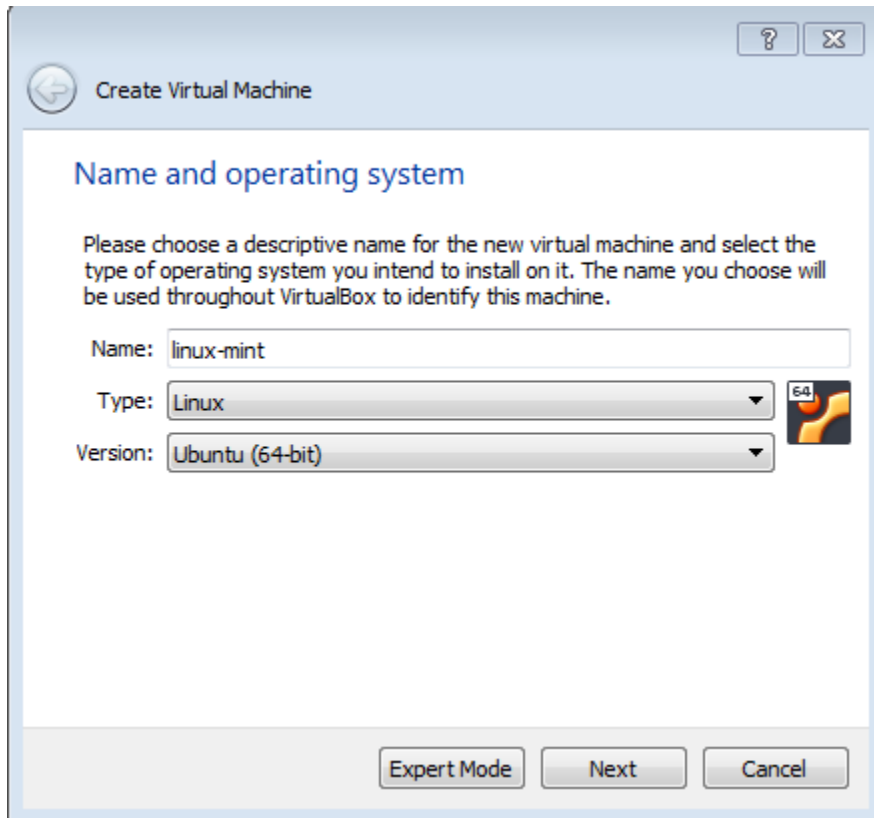 ?
Create Virtual Machine
Name and operating system
Please choose a descriptive name for the new virtual machine and select the
type of operating system you intend to install on it. The name you choose will
be used throughout VirtualBox to identify this machine.
Name: linux-mint
Type: Linux
64
Version: Ubuntu (64-bit)
Expert Mode Next Cancel